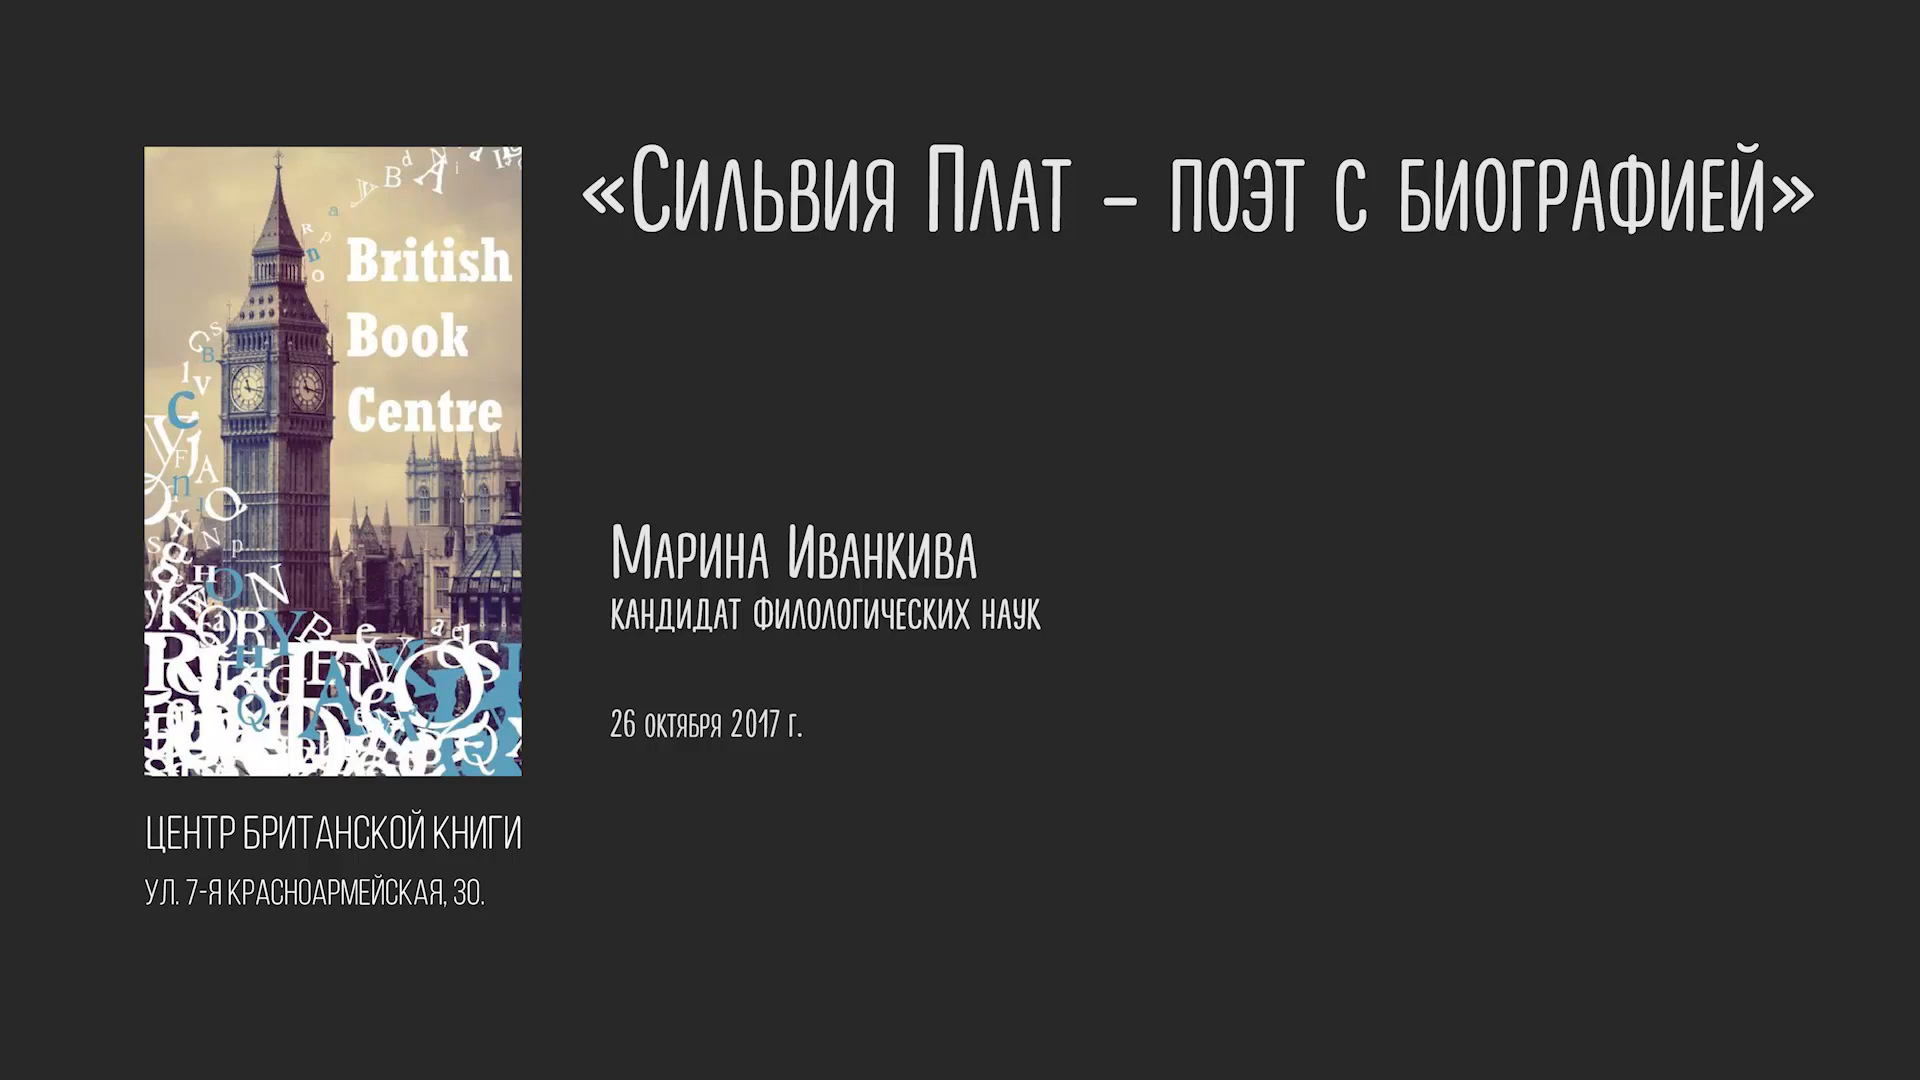 «Сильвия Плат – поэт с биографией»
British
Book
Centre
Марина Иванкива
кандидат филологических наук
26 октября 2017 г.
ЦЕНТР БРИТАНСКОЙ КНИГИ
УЛ. 7-Я КРАСНОАРМЕЙСКАЯ, 30.